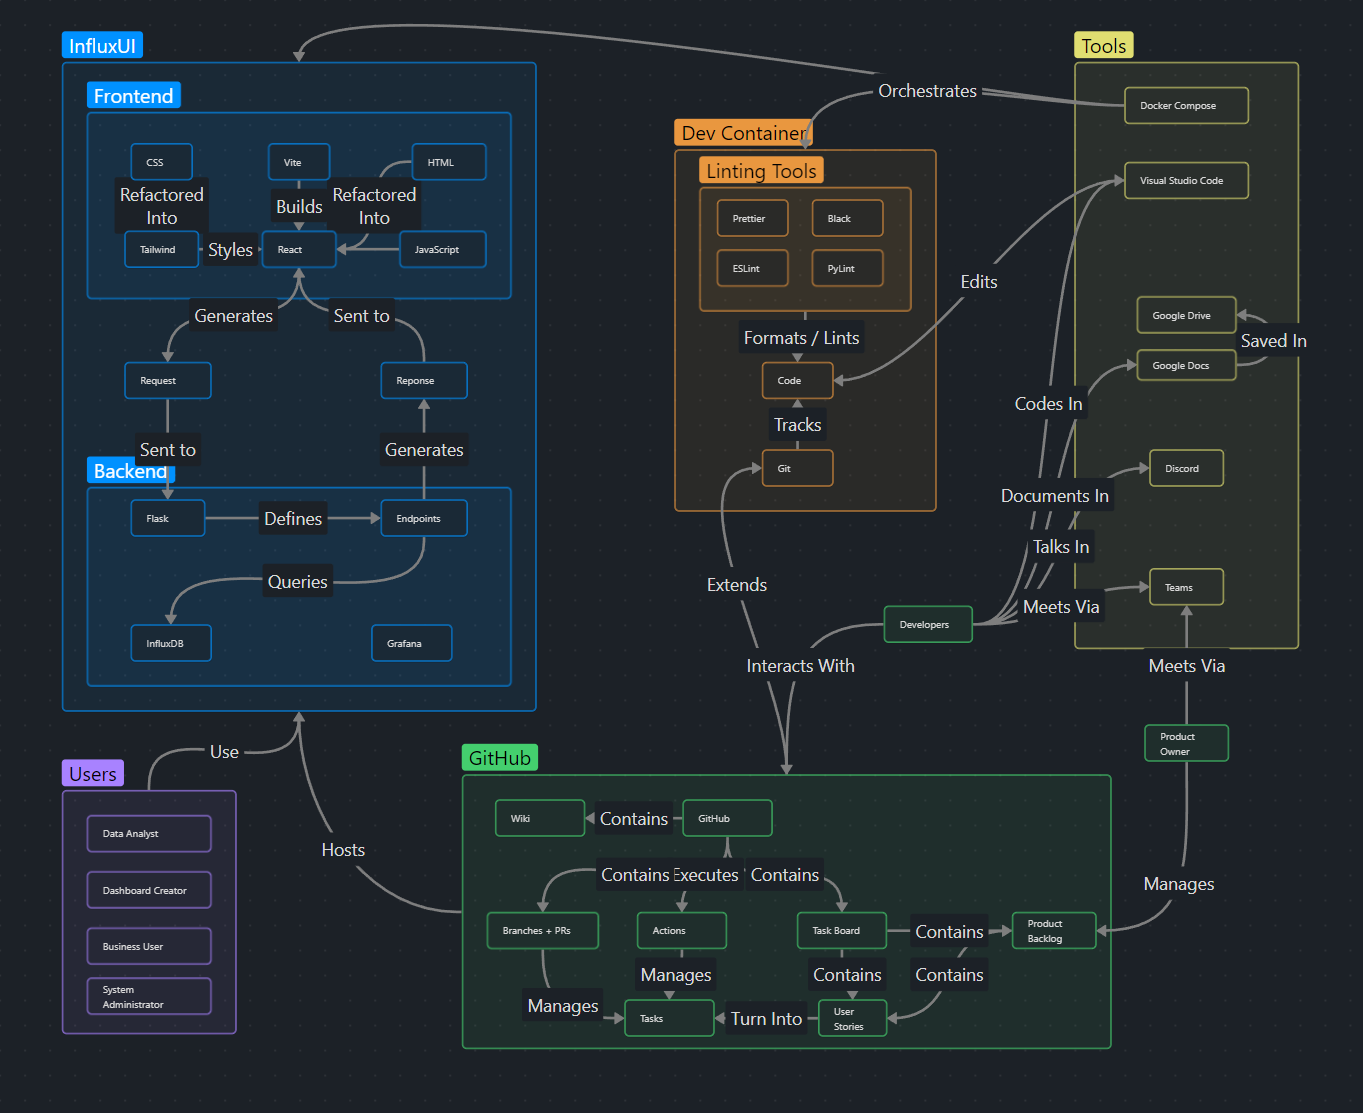 InfluxUI
Tools
Frontend
Orchestrates
Docker Compose
Dev Container
CSS
Vite
HTML
Linting Tools
Visual Studio Code
Refactored
Into
Builds
Refactored
Into
Prettier
Black
Tailwind
Styles
React
JavaScript
ESLint
PyLint
Edits
Generates
Sent to
Google Drive
Formats / Lints
Saved In
Request
Reponse
Code
Google Docs
Codes In
Tracks
Sent to
Generates
Backend
Git
Discord
Documents In
Flask
Defines
Endpoints
Talks In
Queries
Extends
Teams
Meets Via
Developers
InfluxDB
Grafana
Interacts With
Meets Via
Product
Owner
Use
GitHub
Users
Wiki
Contains
GitHub
Data Analyst
Hosts
Contains
Executes
Contains
Manages
Dashboard Creator
Branches + PRs
Actions
Task Board
Contains
Product
Backlog
Business User
Manages
Contains
Contains
System
Administrator
Manages
Tasks
Turn Into
User
Stories